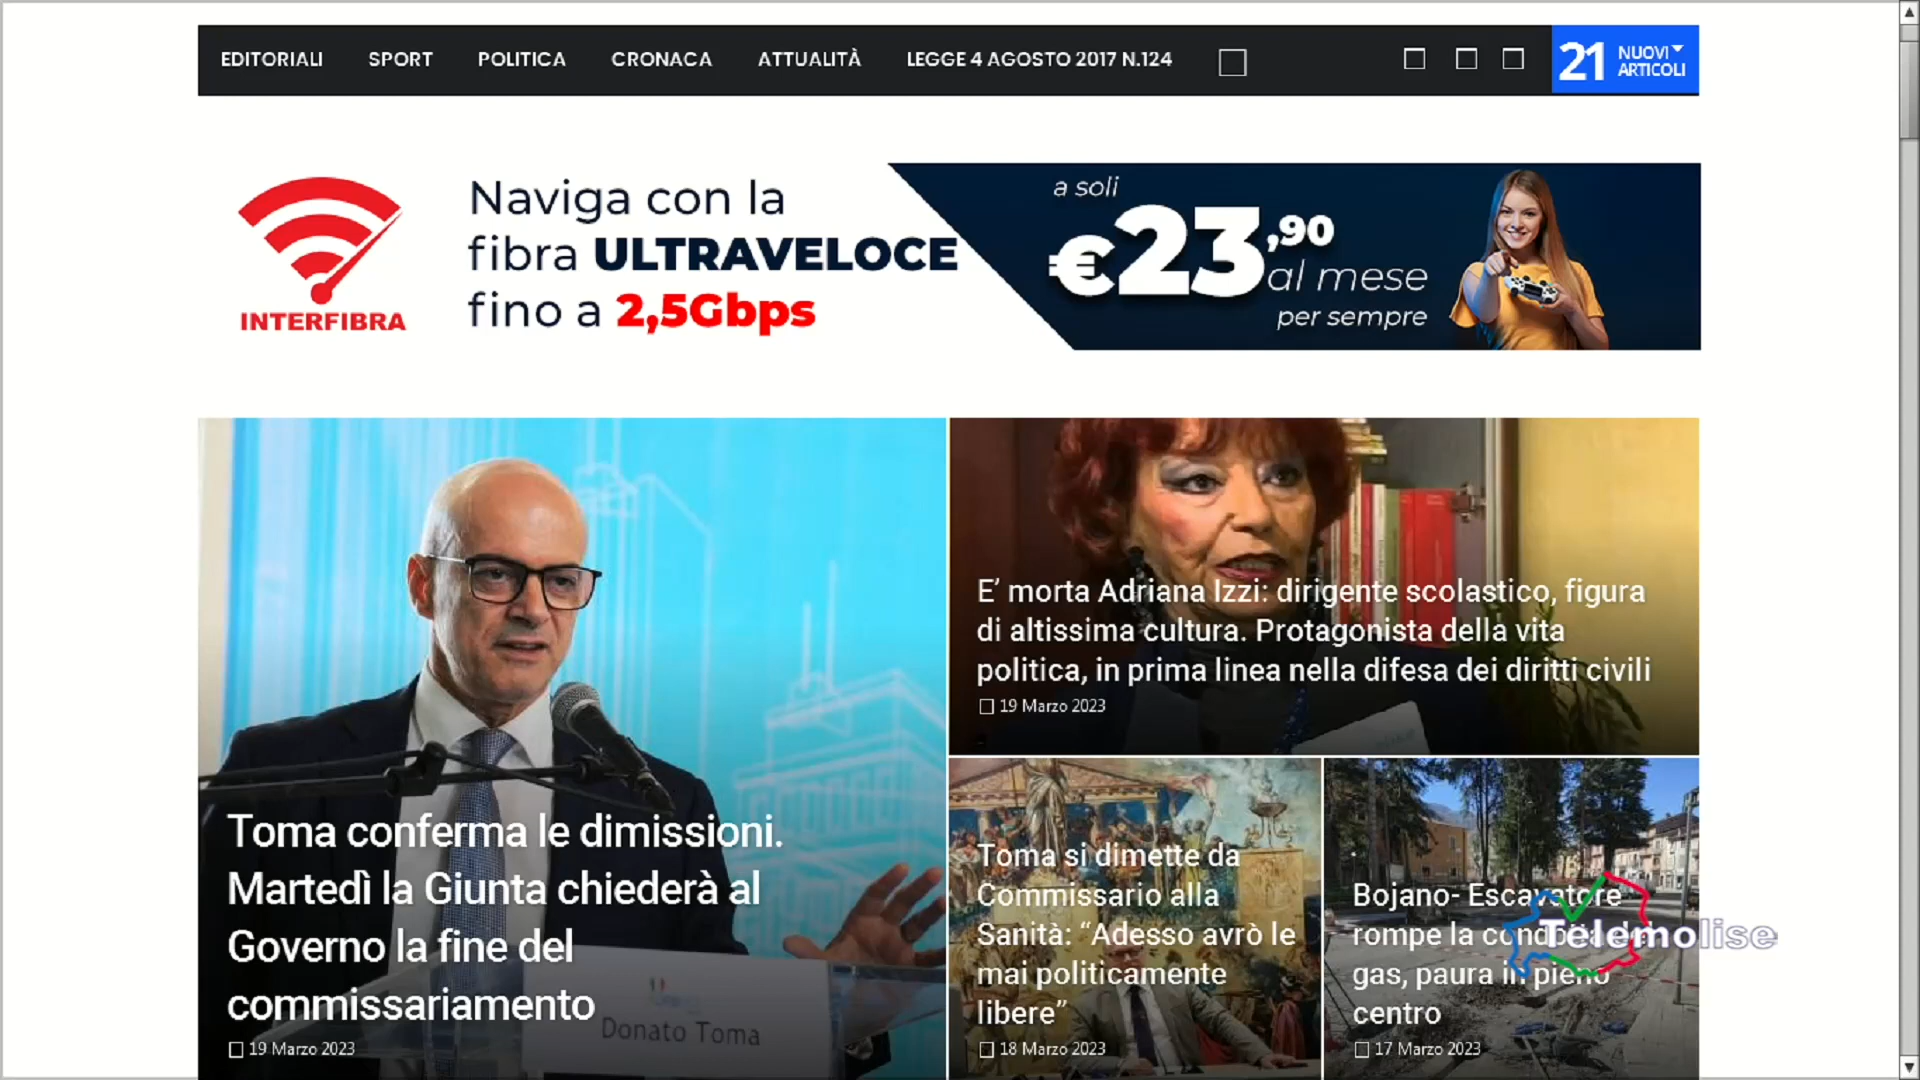 EDITORIALI SPORT POLITICA CRONACA ATTUALITÀ LEGGE 4 AGOSTO 2017 N.124
21 NUOVI
ARTICOLI
INTERFIBRA
Naviga con la
fibra ULTRAVELOCE
fino a 2,5Gbps
a soli
€23,90
al mese
per sempre
Toma conferma le dimissioni.
Martedì la Giunta chiederà al
Governo la fine del
commissariamento
19 Marzo 2023
Donato Toma
E’ morta Adriana Izzi: dirigente scolastico, figura
di altissima cultura. Protagonista della vita
politica, in prima linea nella difesa dei diritti civili
19 Marzo 2023
Toma si dimette da
Commissario alla
Sanità: “Adesso avrò le
mai politicamente
libere”
18 Marzo 2023
Bojano- Escavatore
rompe la
gas, paura in pieno
centro
17 Marzo 2023
Telemolise